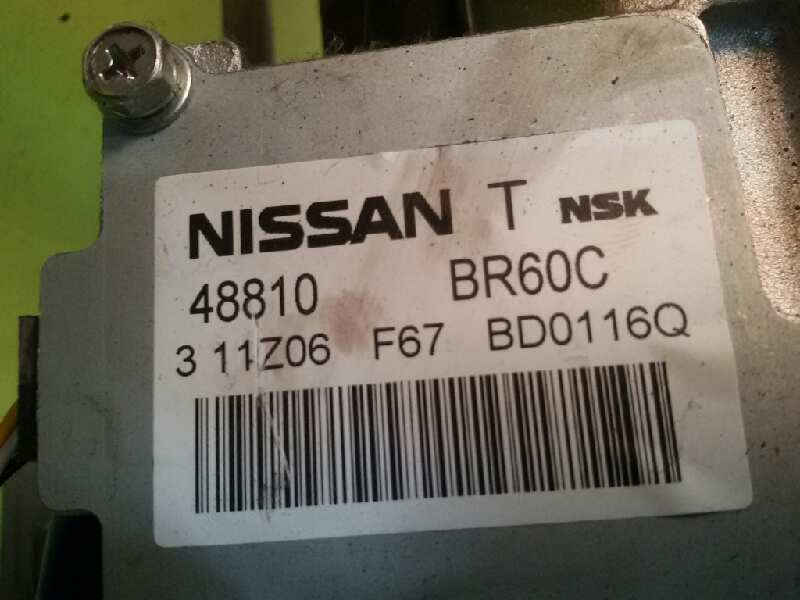 NISSAN T NSK
48810 BR60C
3 11Z06 F67 BD0116Q